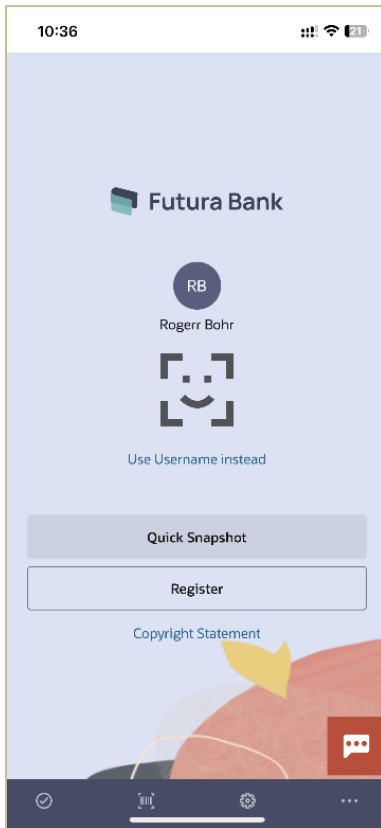 10:36
21
Futura Bank
RB
Rogerr Bohr
Use Username instead
Quick Snapshot
Register
Copyright Statement